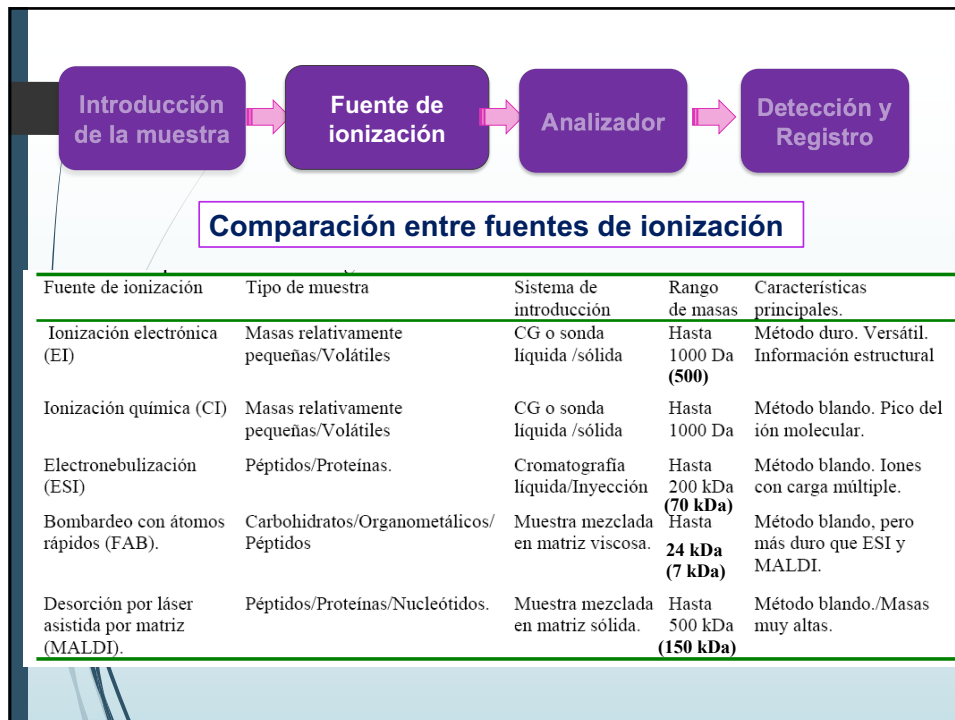 Introducción
de la muestra
Fuente de
ionización
Analizador
Detección y
Registro
Comparación entre fuentes de ionización
Fuente de ionización
Tipo de muestra
Sistema de
introducción
Rango
de masas
Características
principales.
Ionización electrónica
(EI)
Masas relativamente
pequeñas/Volátiles
CG o sonda
líquida /sólida
Hasta
1000 Da
(500)
Método duro. Versátil.
Información estructural
Ionización química (CI)
Masas relativamente
pequeñas/Volátiles
CG o sonda
líquida /sólida
Hasta
1000 Da
Método blando. Pico del
ión molecular.
Electronebulización
(ESI)
Péptidos/Proteínas.
Cromatografía
líquida/Inyección
Hasta
200 kDa
(70 kDa)
Método blando. Iones
con carga múltiple.
Bombardeo con átomos
rápidos (FAB).
Carbohidratos/Organometálicos/
Péptidos
Muestra mezclada
en matriz viscosa.
Hasta
24 kDa
(7 kDa)
Método blando, pero
más duro que ESI y
MALDI.
Desorción por láser
asistida por matriz
(MALDI).
Péptidos/Proteínas/Nucleótidos.
Muestra mezclada
en matriz sólida.
Hasta
500 kDa
(150 kDa)
Método blando./Masas
muy altas.